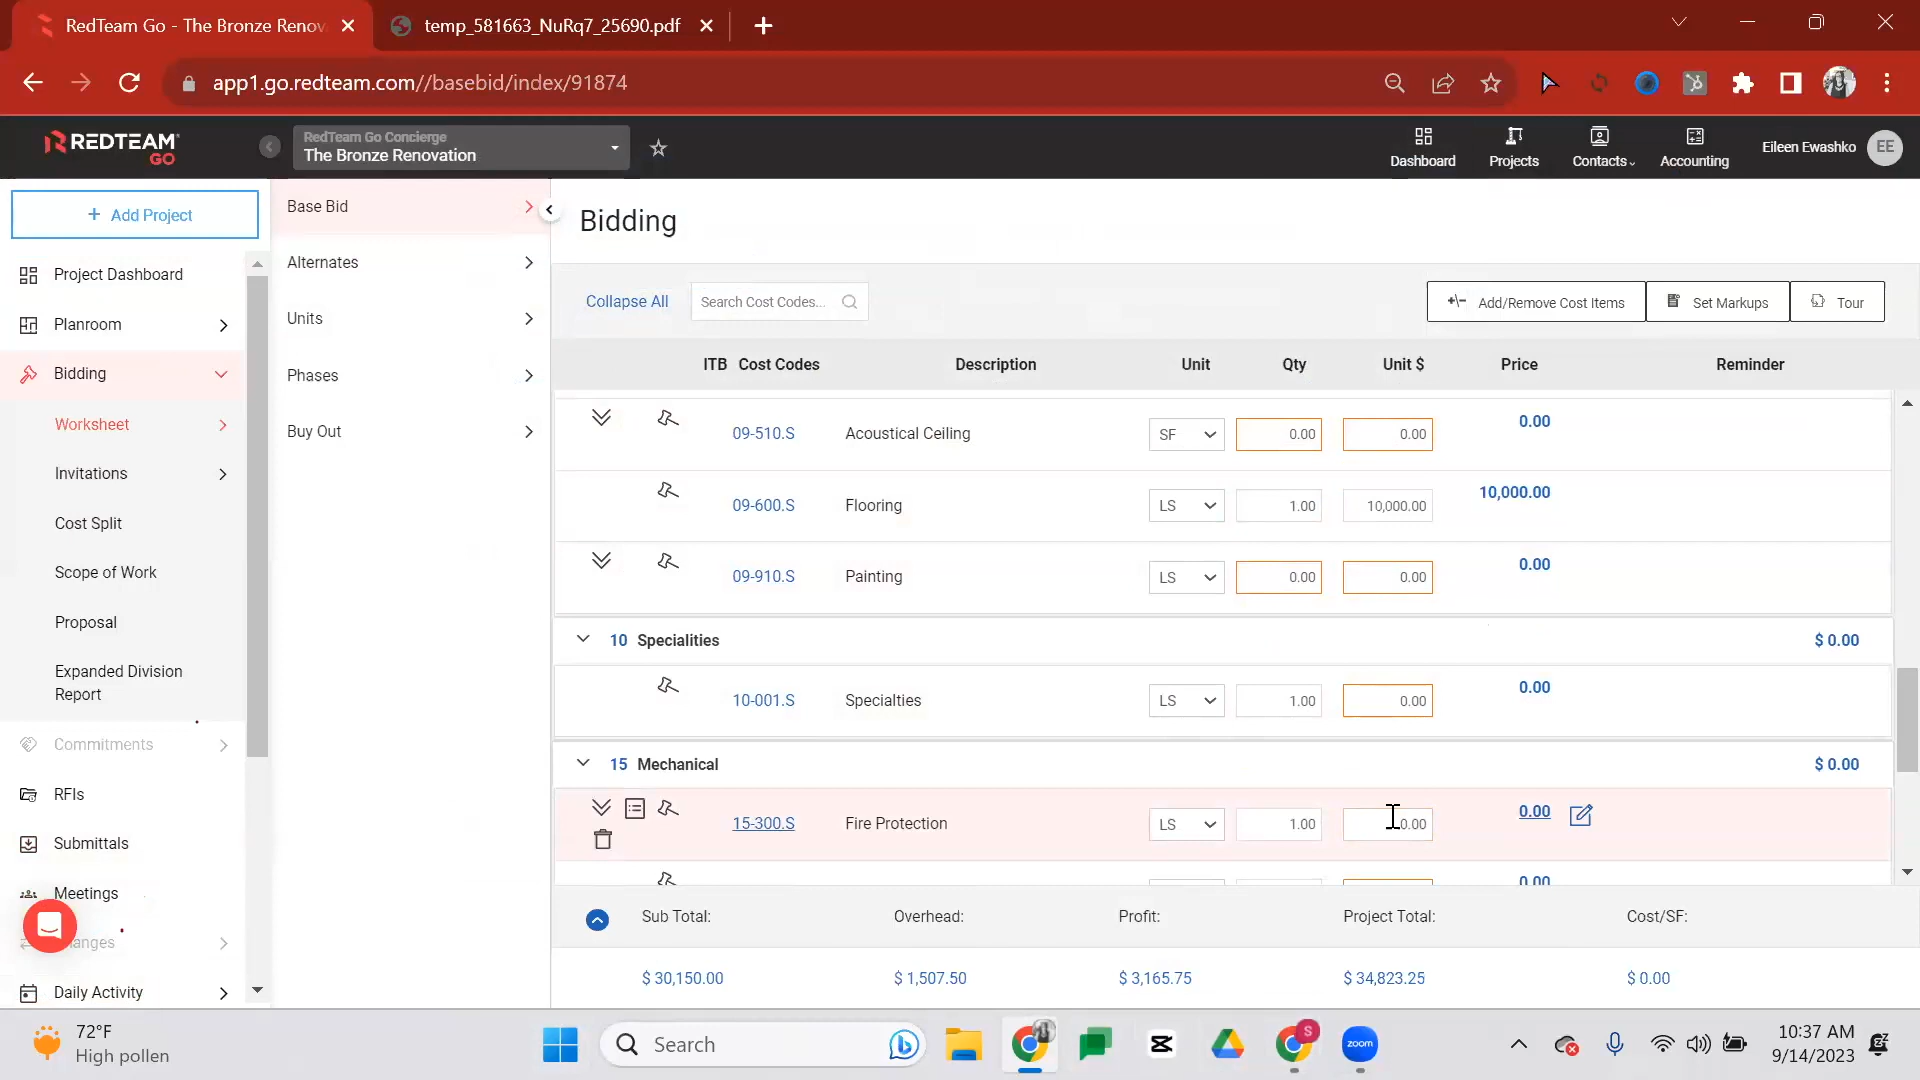 RedTeam Go - The Bronze Renov
temp_581663_NuRq7_25690.pdf
app1.go.redteam.com//basebid/index/91874
REDTEAM
GO
RedTeam Go Concierge
The Bronze Renovation
Dashboard
Projects
Contacts
Accounting
Eileen Ewashko
EE
+ Add Project
Project Dashboard
Planroom
Bidding
Worksheet
Invitations
Cost Split
Scope of Work
Proposal
Expanded Division
Report
Commitments
RFIs
Submittals
Meetings
anges
Daily Activity
Base Bid
Alternates
Units
Phases
Buy Out
Bidding
Collapse All
Search Cost Codes...
Add/Remove Cost Items
Set Markups
Tour
ITB Cost Codes Description Unit Qty Unit $ Price Reminder
09-510.S Acoustical Ceiling SF 0.00 0.00 0.00
09-600.S Flooring LS 1.00 10,000.00 10,000.00
09-910.S Painting LS 0.00 0.00 0.00
10 Specialities $ 0.00
10-001.S Specialties LS 1.00 0.00 0.00
15 Mechanical $ 0.00
15-300.S Fire Protection LS 1.00 0.00 0.00
0.00
Sub Total: Overhead: Profit: Project Total: Cost/SF:
$ 30,150.00 $ 1,507.50 $ 3,165.75 $ 34,823.25 $ 0.00
72°F
High pollen
Search
S
zoom
10:37 AM
9/14/2023